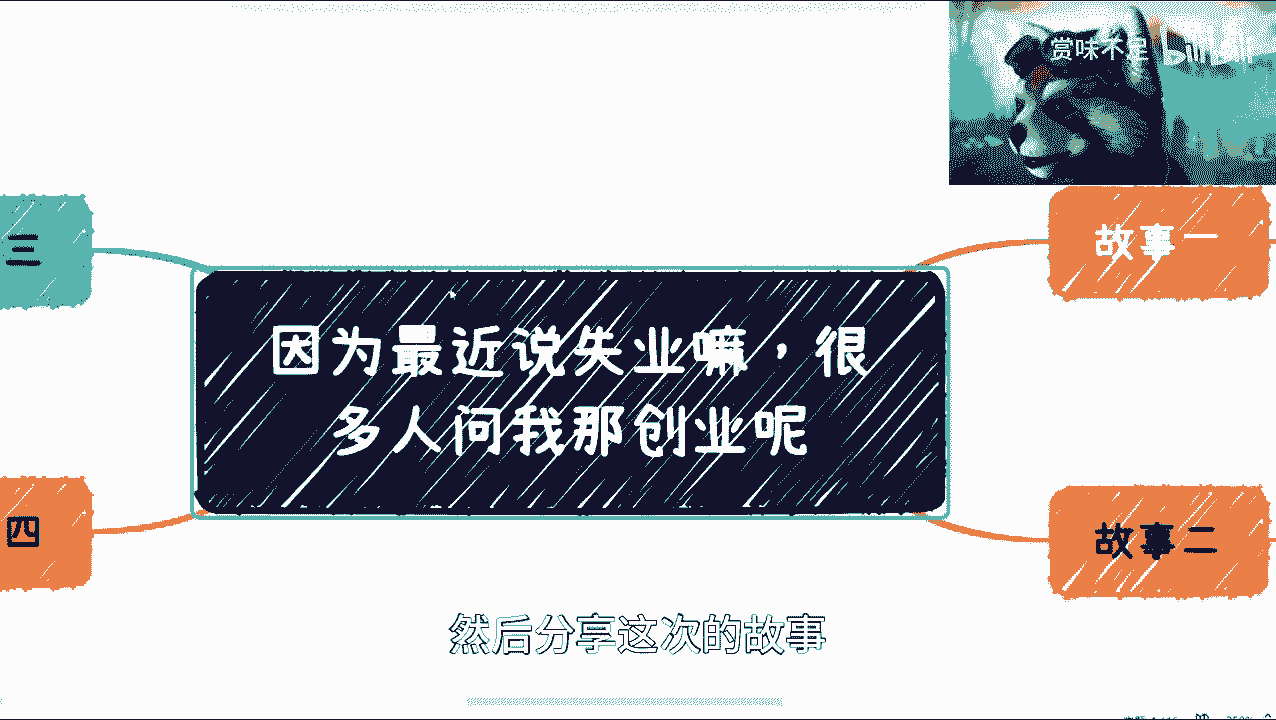 赏味不足 bilibili
三
故事一
因为最近说失业嘛，很
多人问我那创业呢
四
故事二
然后分享这次的故事